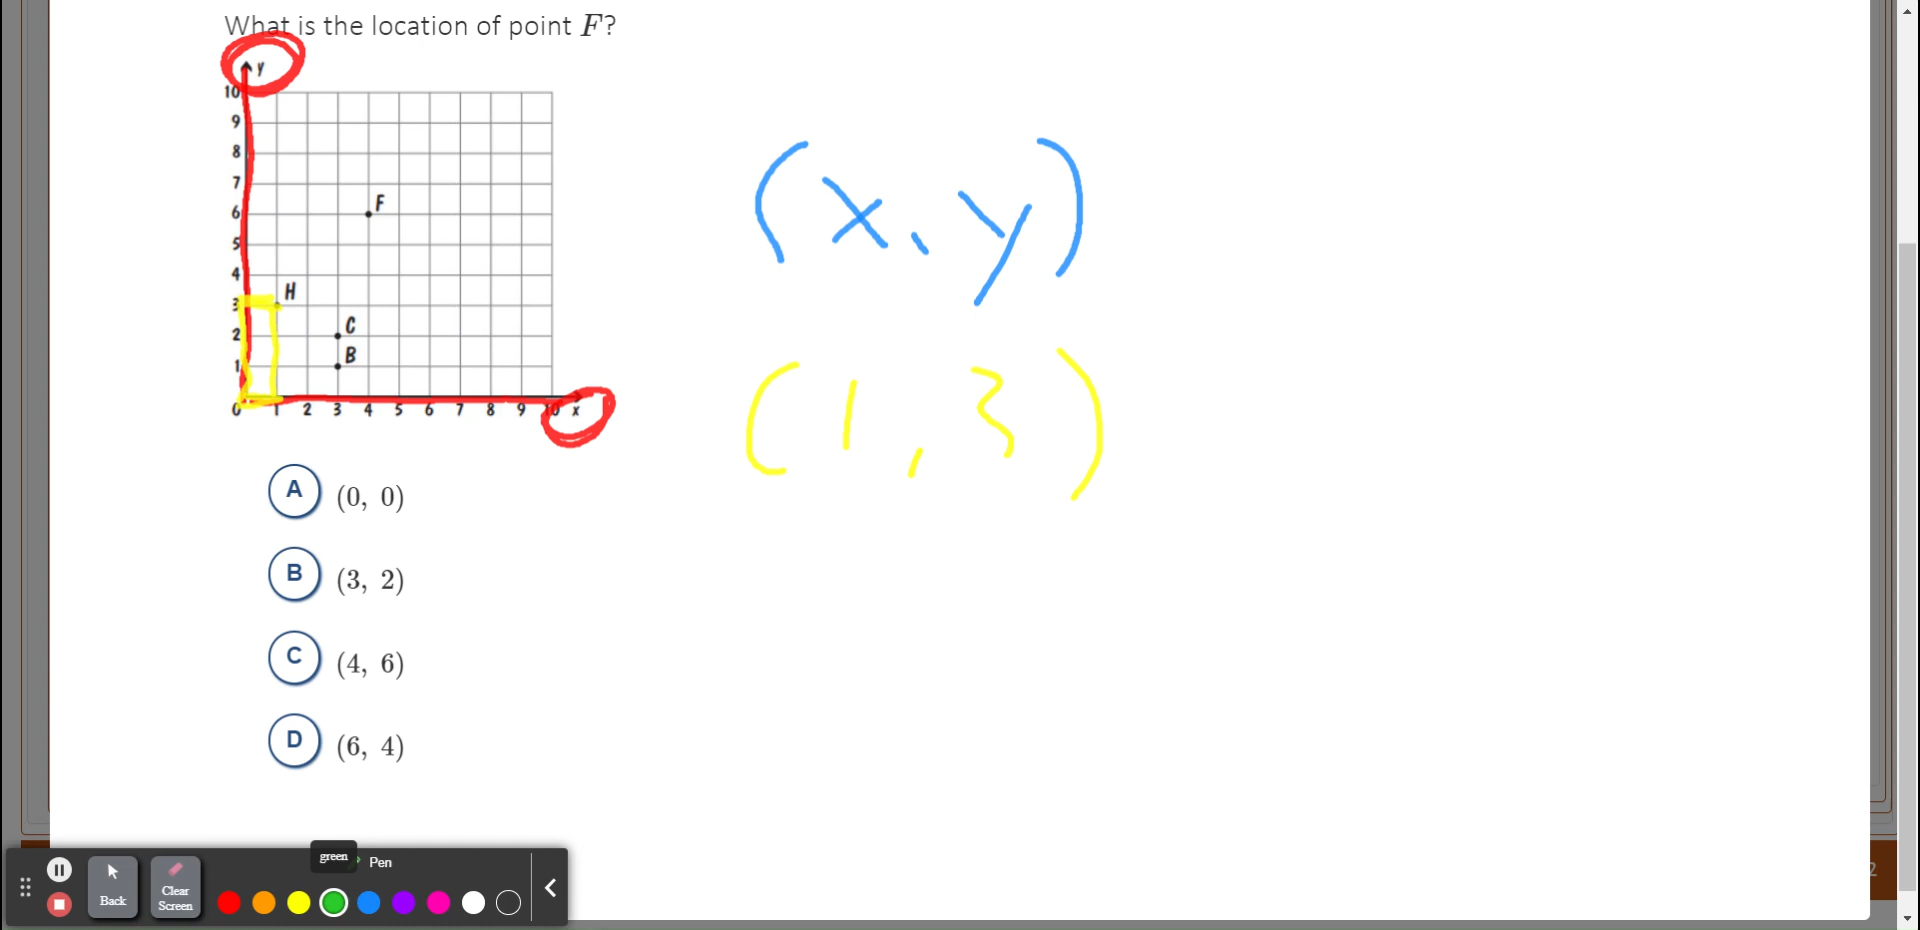 What is the location of point F?
y
10
9
8
7
6
5
4
3
2
1
F
H
C
B
0 1 2 3 4 5 6 7 8 9 10 x
(x, y)
(1, 3)
A (0, 0)
B (3, 2)
C (4, 6)
D (6, 4)
green
Pen
Back
Clear
Screen
2